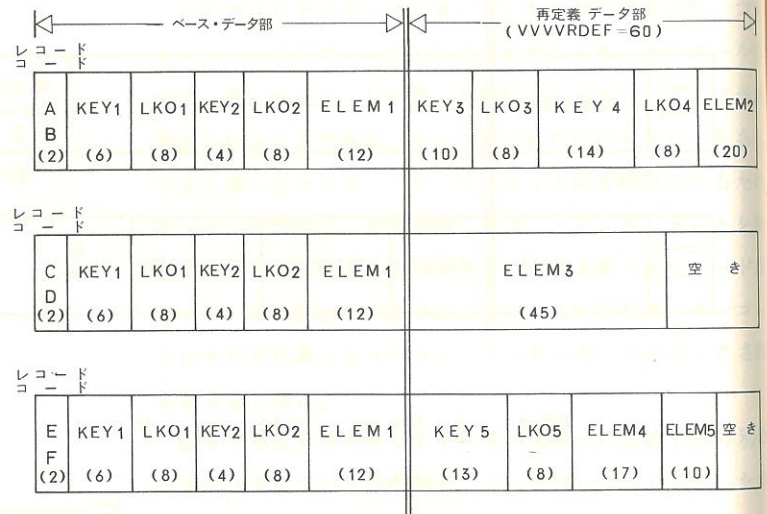 ベース・データ部
再定義 データ部
(VVVVRDEF=60)
レコード
コード
A KEY1 LKO1 KEY2 LKO2 ELEM1 KEY3 LKO3 KEY4 LKO4 ELEM2
B
(2) (6) (8) (4) (8) (12) (10) (8) (14) (8) (20)
レコード
コード
C KEY1 LKO1 KEY2 LKO2 ELEM1 ELEM3 空き
D
(2) (6) (8) (4) (8) (12) (45)
レコード
コード
E KEY1 LKO1 KEY2 LKO2 ELEM1 KEY5 LKO5 ELEM4 ELEM5 空き
F
(2) (6) (8) (4) (8) (12) (13) (8) (17) (10)